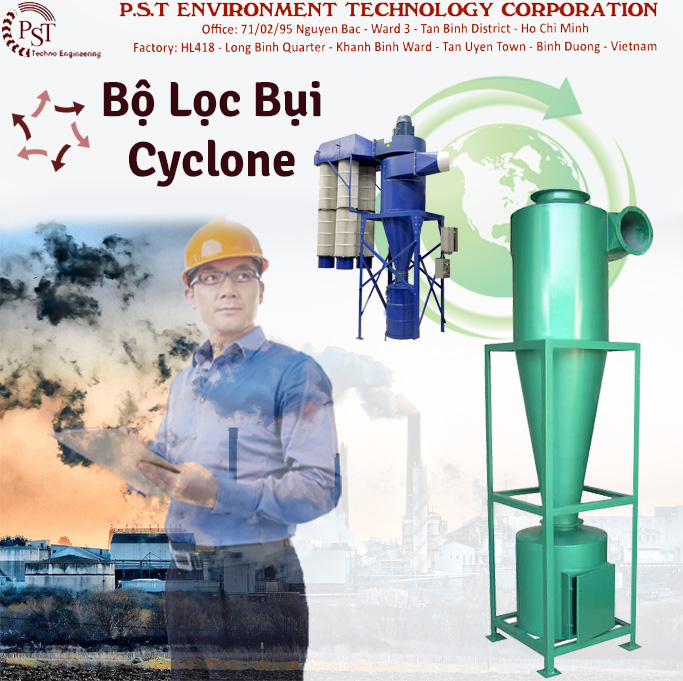 P.S.T ENVIRONMENT TECHNOLOGY CORPORATION
Office: 71/02/95 Nguyen Bac - Ward 3 - Tan Binh District - Ho Chi Minh
Factory: HL418 - Long Binh Quarter - Khanh Binh Ward - Tan Uyen Town - Binh Duong - Vietnam
PST
Techno Engineering
Bộ Lọc Bụi
Cyclone